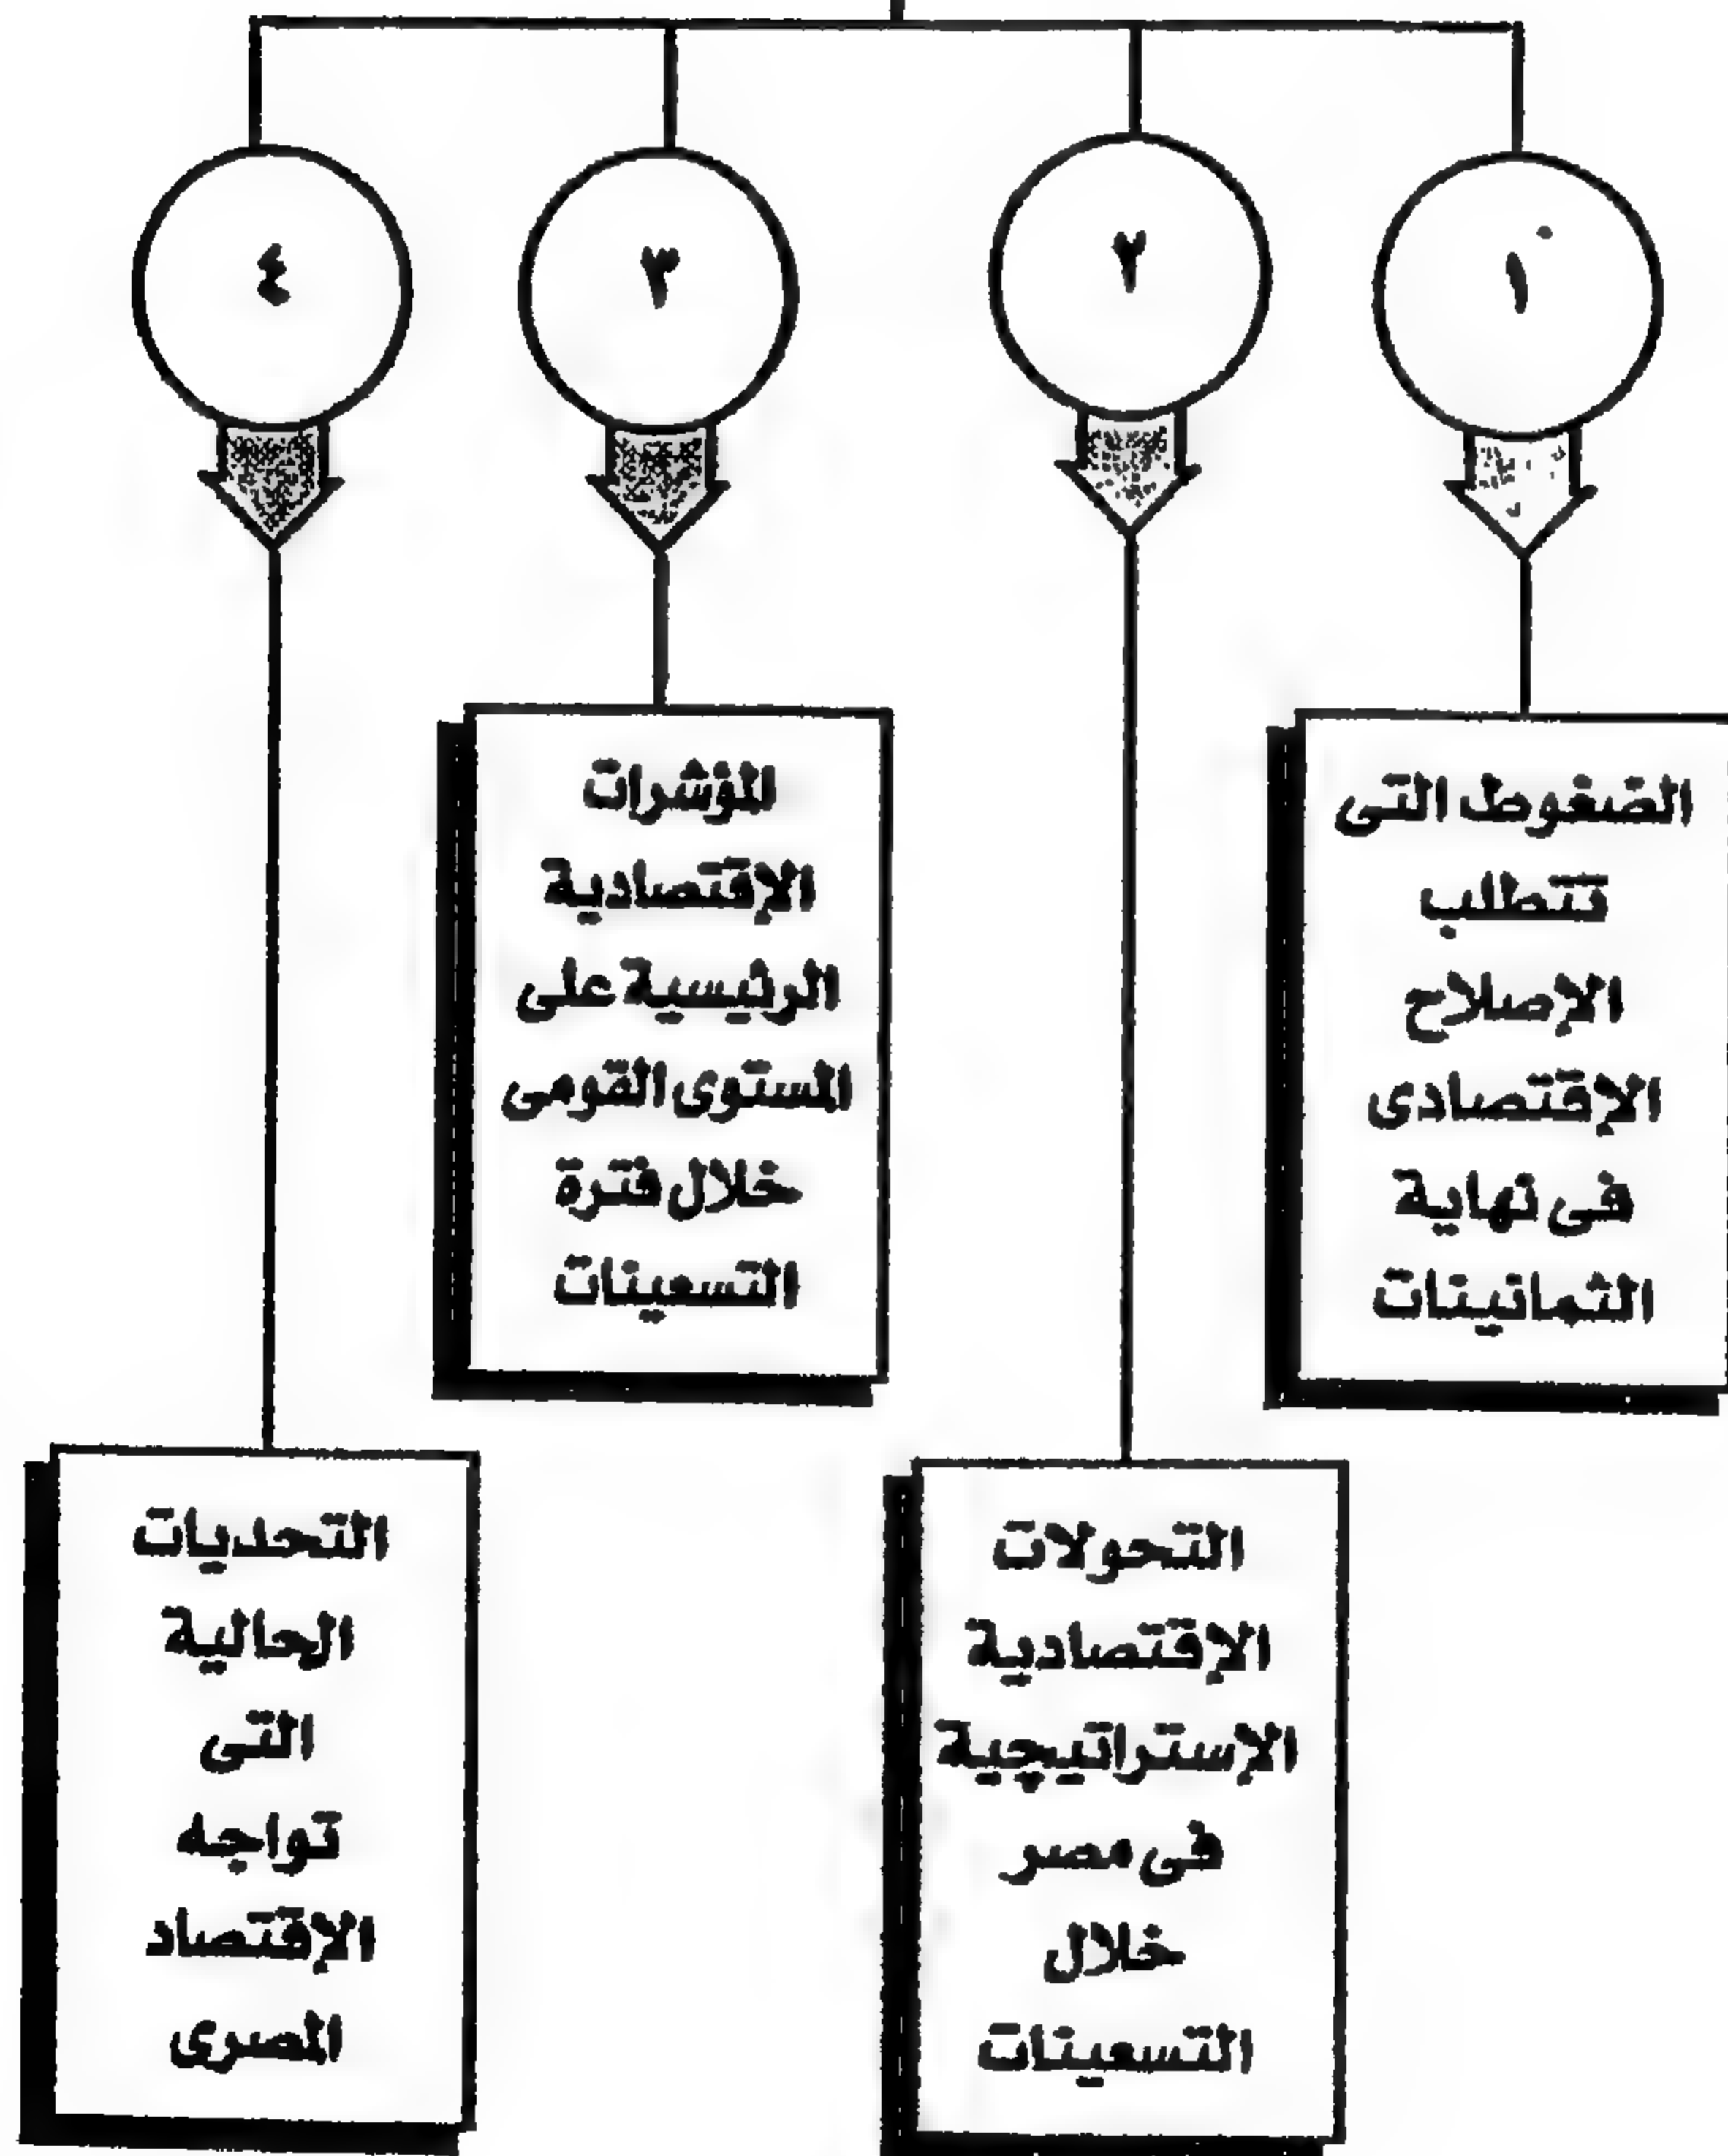 ١
٢
٣
٤
الضغوط التى
تتطلب
الإصلاح
الإقتصادى
فى نهاية
الثمانينات
التحولات
الإقتصادية
الإستراتيچية
فى مصر
خلال
التسعينات
المؤشرات
الإقتصادية
الرئيسية على
المستوى القومى
خلال فترة
التسعينات
التحديات
الحالية
التى
تواجه
الإقتصاد
المصرى